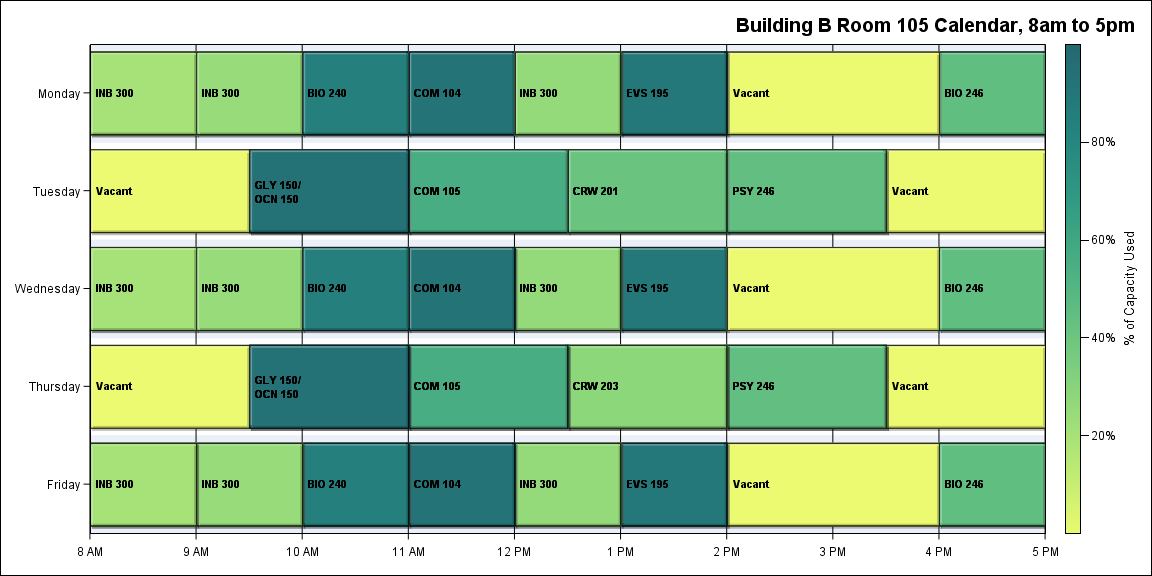 Building B Room 105 Calendar, 8am to 5pm
Monday
INB 300
INB 300
BIO 240
COM 104
INB 300
EVS 195
Vacant
BIO 246
Tuesday
Vacant
GLY 150/
OCN 150
COM 105
CRW 201
PSY 246
Vacant
Wednesday
INB 300
INB 300
BIO 240
COM 104
INB 300
EVS 195
Vacant
BIO 246
Thursday
Vacant
GLY 150/
OCN 150
COM 105
CRW 203
PSY 246
Vacant
Friday
INB 300
INB 300
BIO 240
COM 104
INB 300
EVS 195
Vacant
BIO 246
8 AM
9 AM
10 AM
11 AM
12 PM
1 PM
2 PM
3 PM
4 PM
5 PM
80%
60%
40%
20%
% of Capacity Used